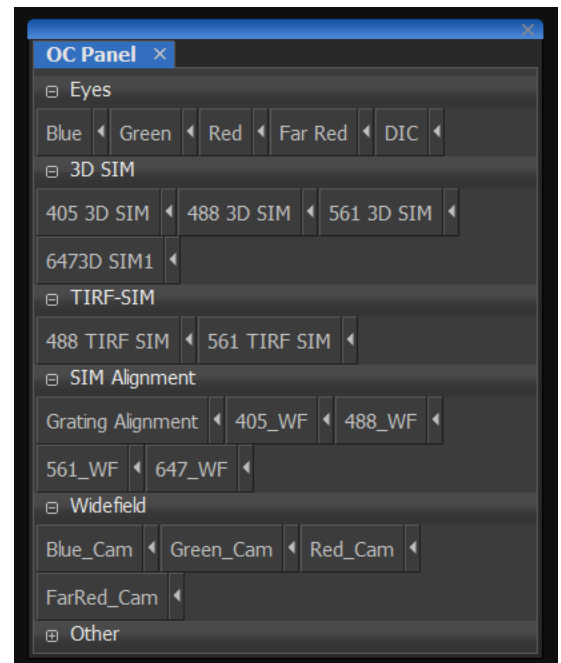 OC Panel
Eyes
Blue Green Red Far Red DIC
3D SIM
405 3D SIM 488 3D SIM 561 3D SIM
6473D SIM1
TIRF-SIM
488 TIRF SIM 561 TIRF SIM
SIM Alignment
Grating Alignment 405_WF 488_WF
561_WF 647_WF
Widefield
Blue_Cam Green_Cam Red_Cam
FarRed_Cam
Other